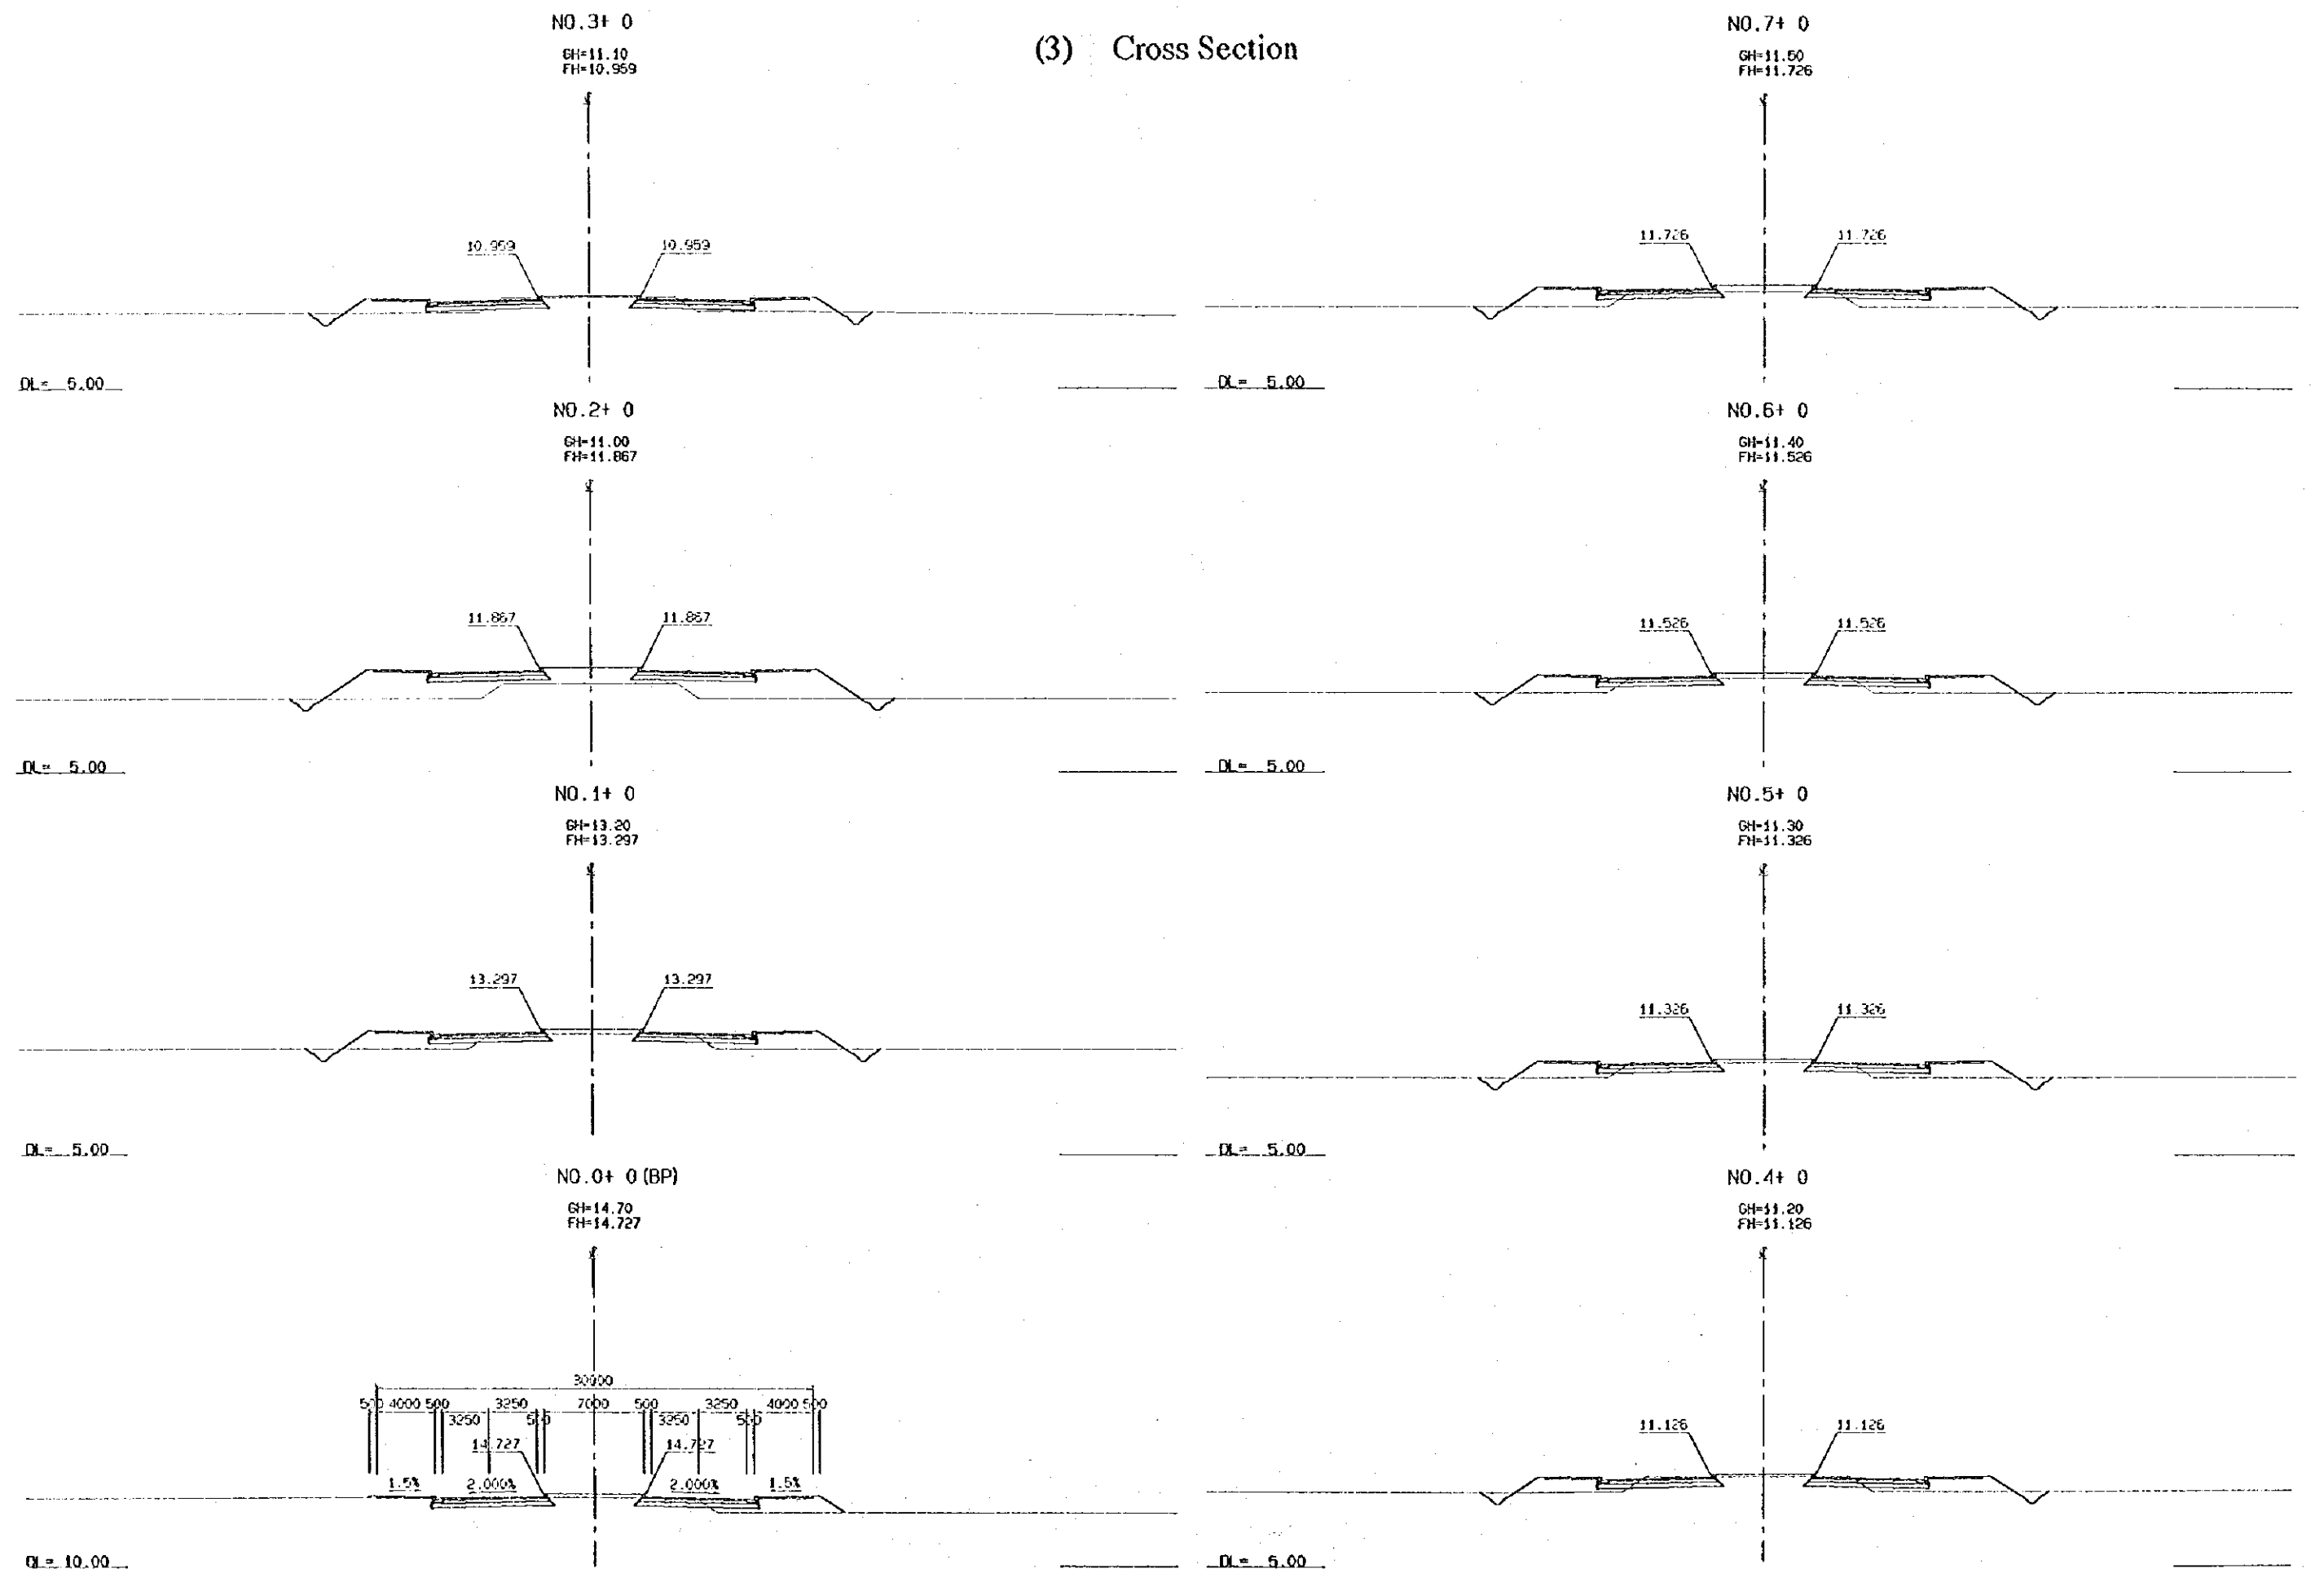 (3) Cross Section
NO.3+ 0
GH=11.10
FH=10.959
10.959 10.959
DL= 5.00
NO.2+ 0
GH=11.00
FH=11.867
11.867 11.867
DL= 5.00
NO.1+ 0
GH=13.20
FH=13.297
13.297 13.297
DL= 5.00
NO.0+ 0(BP)
GH=14.70
FH=14.727
30000
500 4000 500 3250 7000 500 3250 4000 500
3250 500 3250 500
14.727 14.727
1.5% 2.000% 2.000% 1.5%
DL= 10.00
NO.7+ 0
GH=11.50
FH=11.726
11.726 11.726
DL= 5.00
NO.6+ 0
GH=11.40
FH=11.526
11.526 11.526
DL= 5.00
NO.5+ 0
GH=11.30
FH=11.326
11.326 11.326
DL= 5.00
NO.4+ 0
GH=11.20
FH=11.126
11.126 11.126
DL= 5.00